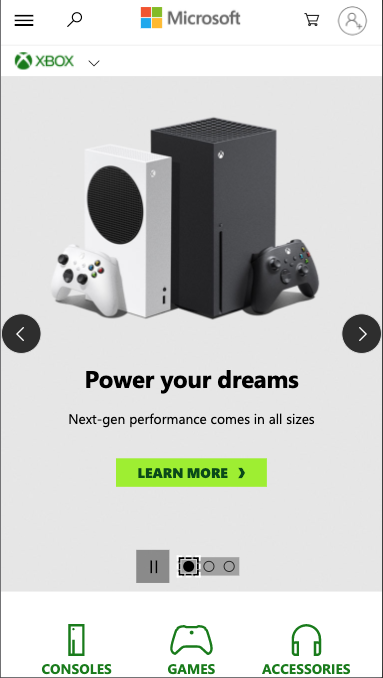 Microsoft
XBOX
Power your dreams
Next-gen performance comes in all sizes
LEARN MORE
CONSOLES GAMES ACCESSORIES